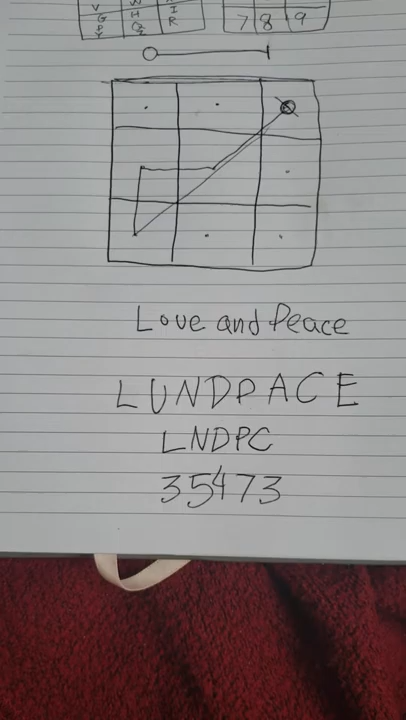 V W I
G H R
P Q
Y Z
7 8 9
Love and Peace
LUNDPACE
LNDPC
35473